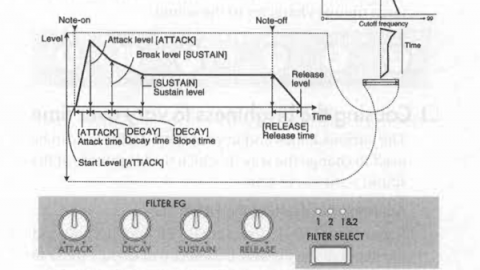 Note-on
Note-off
Cutoff frequency
Level
Attack level [ATTACK]
Time
Break level [SUSTAIN]
[SUSTAIN]
Sustain level
Release
level
Time
[ATTACK] [DECAY] [DECAY]
Attack time Decay time Slope time
[RELEASE]
Release time
Start Level [ATTACK]
FILTER EG
1 2 1&2
FILTER SELECT
ATTACK DECAY SUSTAIN RELEASE